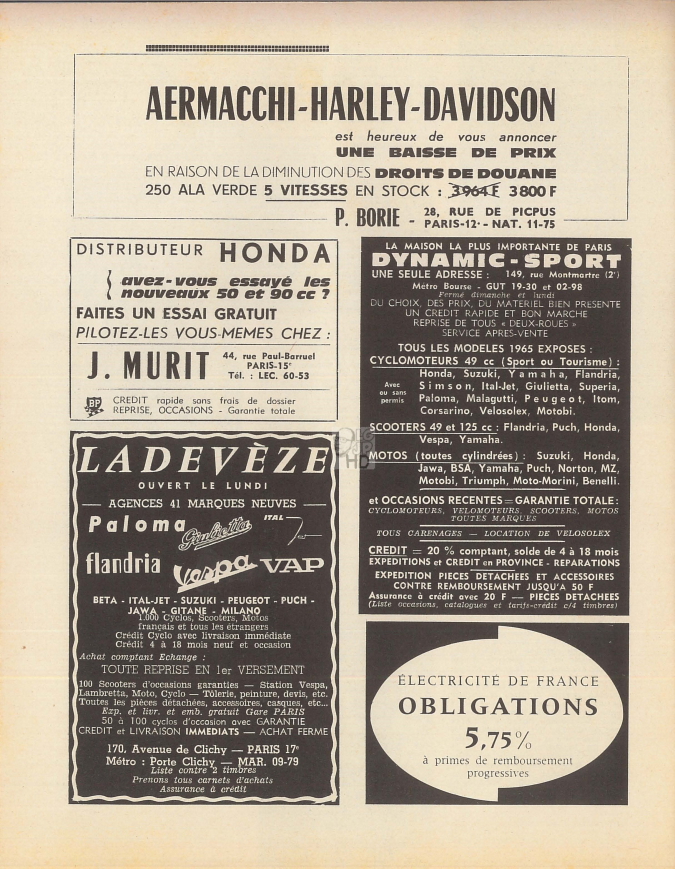 AERMACCHI-HARLEY-DAVIDSON
est heureux de vous annoncer
UNE BAISSE DE PRIX
EN RAISON DE LA DIMINUTION DES DROITS DE DOUANE
250 ALA VERDE 5 VITESSES EN STOCK : 3 964 F 3 800 F
P. BORIE - 28, RUE DE PICPUS
PARIS-12e - NAT. 11-75
DISTRIBUTEUR HONDA
avez-vous essayé les
nouveaux 50 et 90 cc ?
FAITES UN ESSAI GRATUIT
PILOTEZ-LES VOUS-MEMES CHEZ :
J. MURIT 44, rue Paul-Barruel
PARIS-15e
Tél. : LEC. 60-53
BP CREDIT rapide sans frais de dossier
REPRISE, OCCASIONS - Garantie totale
LADEVÈZE
OUVERT LE LUNDI
— AGENCES 41 MARQUES NEUVES —
Paloma Giulietta ITAL
flandria Vespa VAP
BETA - ITAL-JET - SUZUKI - PEUGEOT - PUCH -
JAWA - GITANE - MILANO
1.000 Cyclos, Scooters, Motos
français et tous les étrangers
Crédit Cyclo avec livraison immédiate
Crédit 4 à 18 mois neuf et occasion
Achat comptant Echange :
TOUTE REPRISE EN 1er VERSEMENT
100 Scooters d'occasions garanties — Station Vespa,
Lambretta, Moto, Cyclo — Tôlerie, peinture, devis, etc.
Toutes les pièces détachées, accessoires, casques, etc...
Exp. et livr. et emb. gratuit Gare PARIS
50 à 100 cyclos d'occasion avec GARANTIE
CREDIT et LIVRAISON IMMEDIATS — ACHAT FERME
170, Avenue de Clichy — PARIS 17e
Métro : Porte Clichy — MAR. 09-79
Liste contre 2 timbres
Prenons tous carnets d'achats
Assurance à crédit
LA MAISON LA PLUS IMPORTANTE DE PARIS
DYNAMIC-SPORT
UNE SEULE ADRESSE : 149, rue Montmartre (2e)
Métro Bourse - GUT 19-30 et 02-98
Fermé dimanche et lundi
DU CHOIX, DES PRIX, DU MATERIEL BIEN PRESENTE
UN CREDIT RAPIDE ET BON MARCHE
REPRISE DE TOUS « DEUX-ROUES »
SERVICE APRES-VENTE
TOUS LES MODELES 1965 EXPOSES :
CYCLOMOTEURS 49 cc (Sport ou Tourisme) :
Avec ou sans permis
Honda, Suzuki, Yamaha, Flandria,
Simson, Ital-Jet, Giulietta, Superia,
Paloma, Malagutti, Peugeot, Itom,
Corsarino, Velosolex, Motobi.
SCOOTERS 49 et 125 cc : Flandria, Puch, Honda,
Vespa, Yamaha.
MOTOS (toutes cylindrées) : Suzuki, Honda,
Jawa, BSA, Yamaha, Puch, Norton, MZ,
Motobi, Triumph, Moto-Morini, Benelli.
et OCCASIONS RECENTES = GARANTIE TOTALE :
CYCLOMOTEURS, VELOMOTEURS, SCOOTERS, MOTOS
TOUTES MARQUES
TOUS CARENAGES — LOCATION DE VELOSOLEX
CREDIT = 20 % comptant, solde de 4 à 18 mois
EXPEDITIONS et CREDIT en PROVINCE - REPARATIONS
EXPEDITION PIECES DETACHEES ET ACCESSOIRES
CONTRE REMBOURSEMENT JUSQU'A 50 F
Assurance à crédit avec 20 F — PIECES DETACHEES
(Liste occasions, catalogues et tarifs-crédit c/4 timbres)
ÉLECTRICITÉ DE FRANCE
OBLIGATIONS
5,75%
à primes de remboursement
progressives